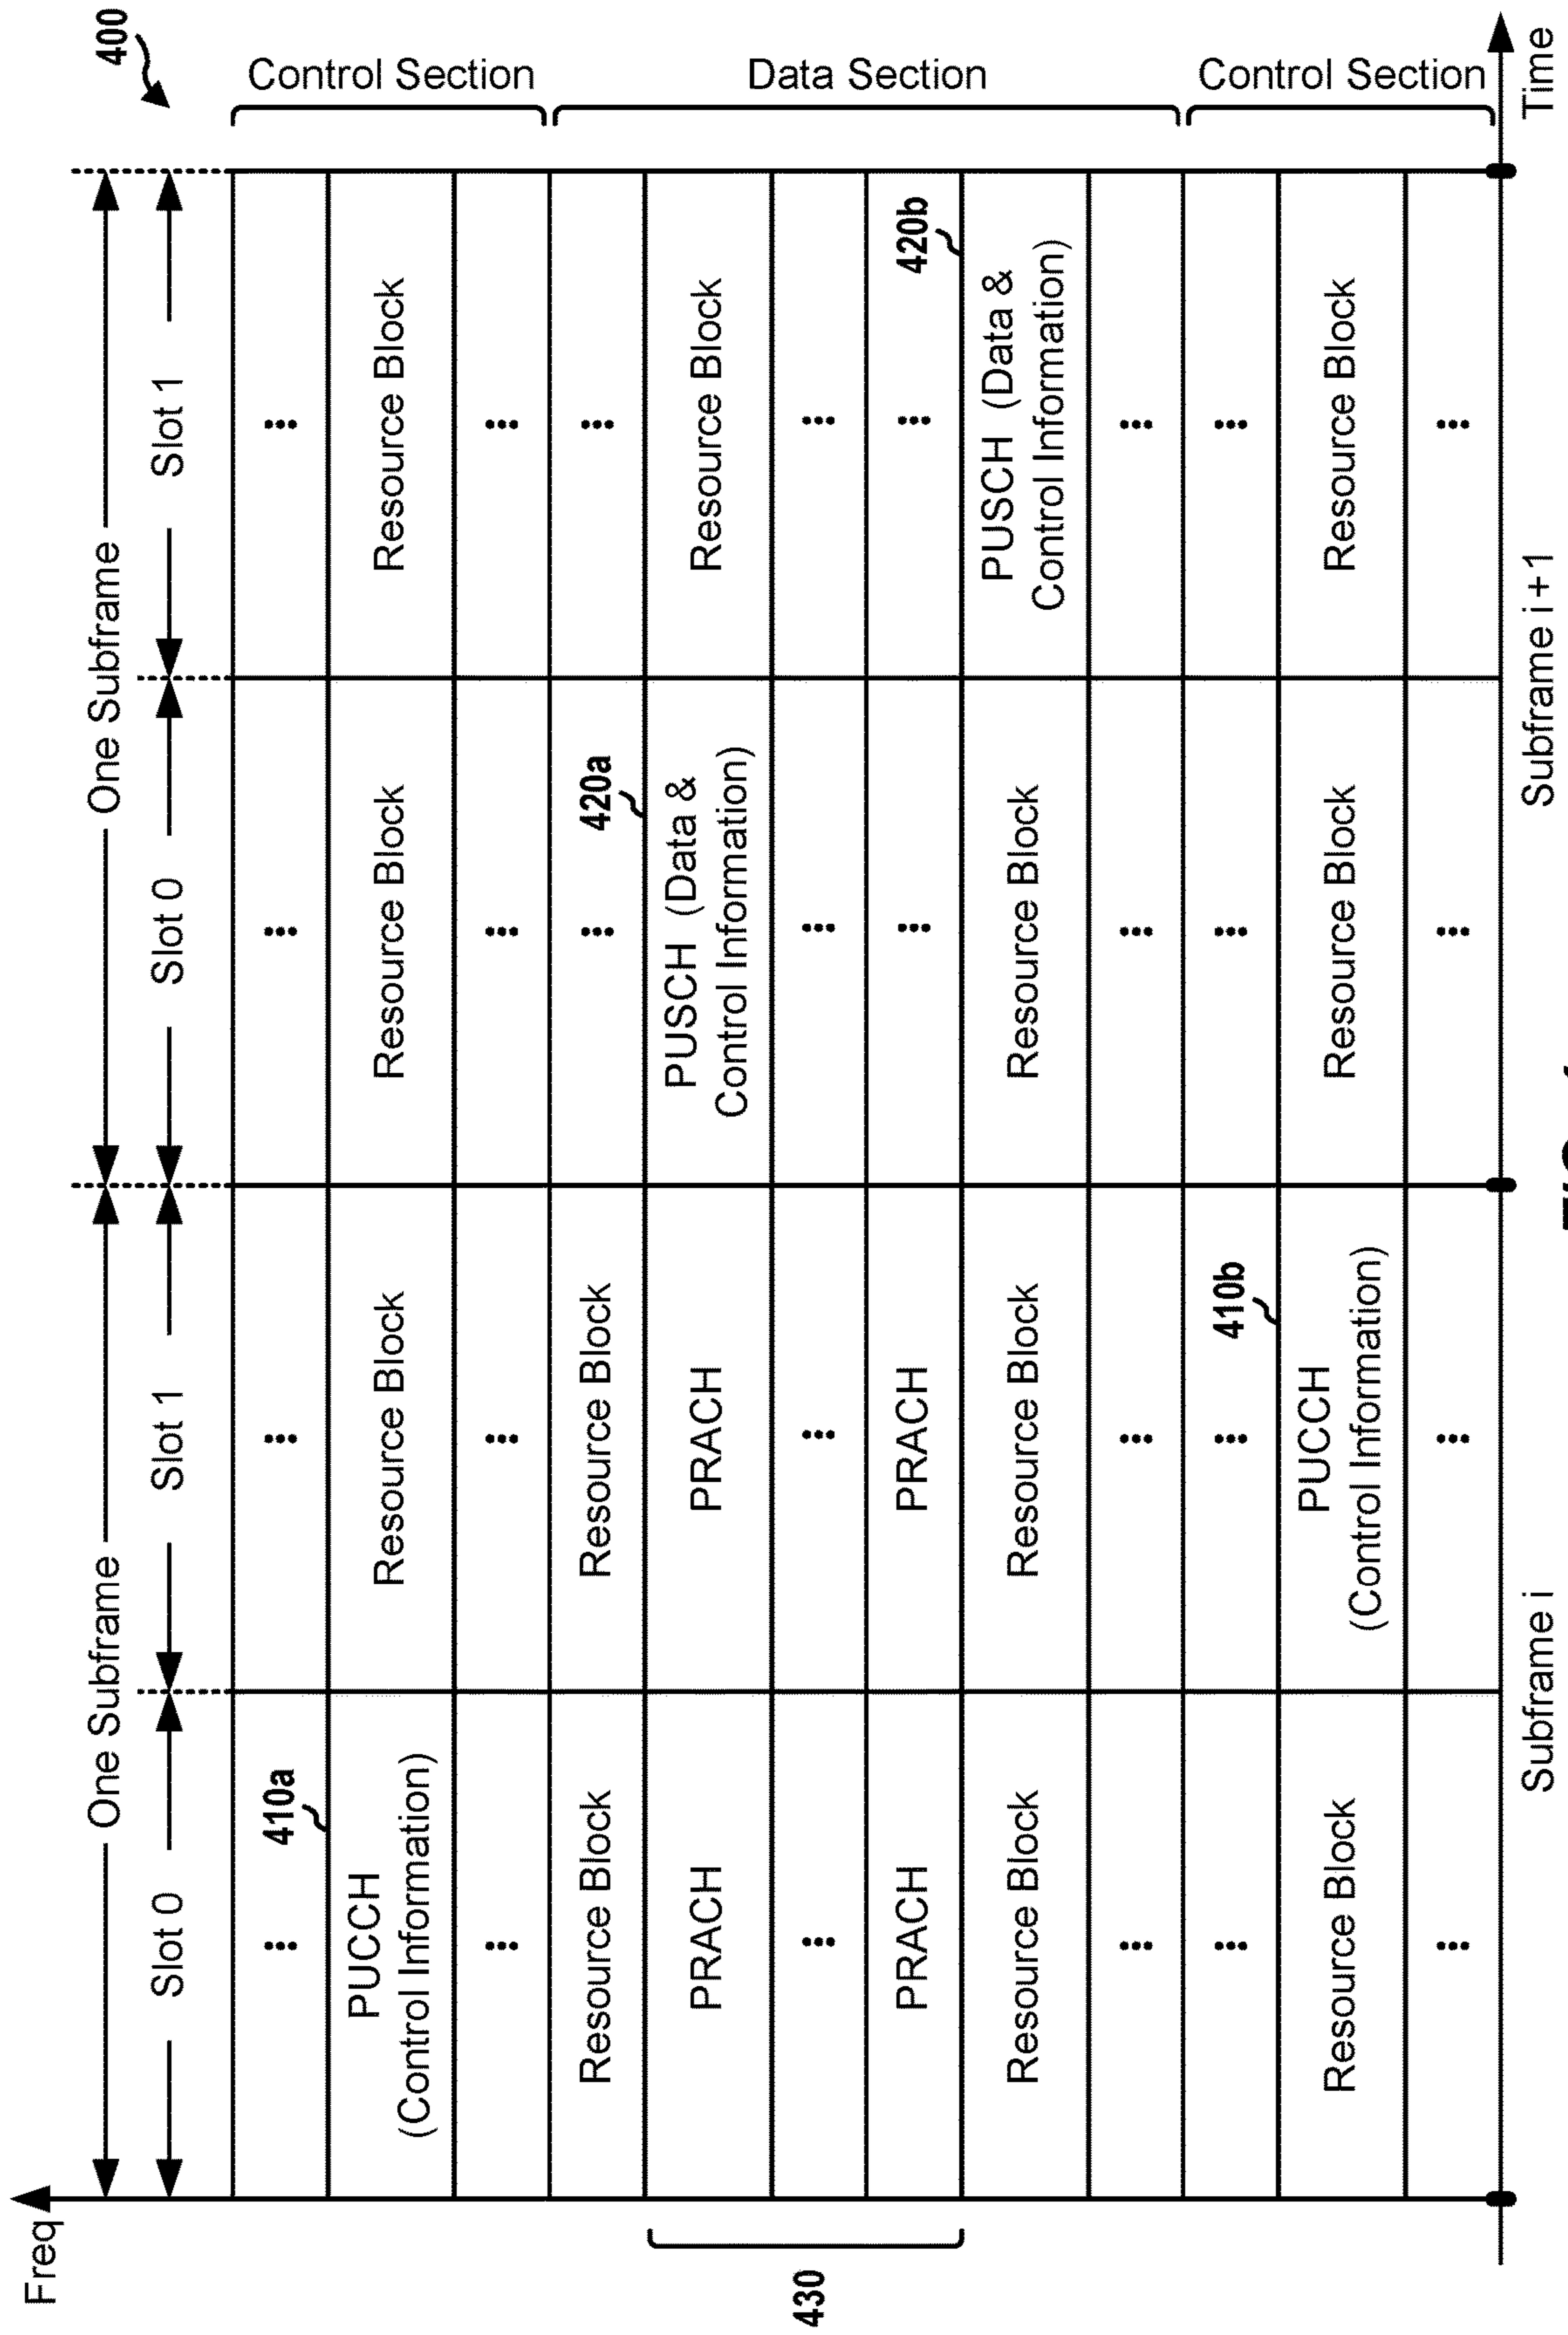 400
Freq
One Subframe
One Subframe
Slot 0
Slot 1
Slot 0
Slot 1
Control Section
Data Section
Control Section
⋮ ⋮ ⋮ ⋮
410a
PUCCH
(Control Information)
Resource Block
Resource Block
Resource Block
⋮ ⋮ ⋮ ⋮
Resource Block
Resource Block
⋮ ⋮
420a
430
PRACH
PRACH
PUSCH (Data &
Control Information)
Resource Block
⋮ ⋮ ⋮ ⋮
PRACH
PRACH
⋮ ⋮
420b
Resource Block
Resource Block
Resource Block
PUSCH (Data &
Control Information)
⋮ ⋮ ⋮ ⋮
⋮ ⋮ ⋮ ⋮
410b
Resource Block
PUCCH
(Control Information)
Resource Block
Resource Block
⋮ ⋮ ⋮ ⋮
Subframe i
Subframe i + 1
Time